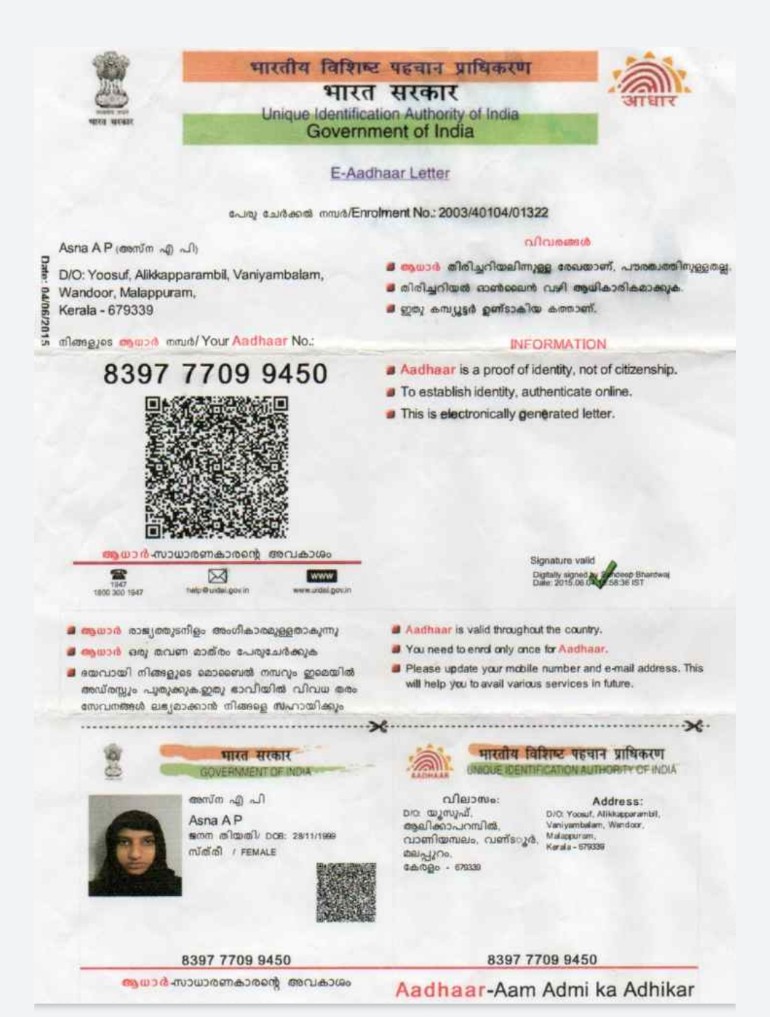 भारतीय विशिष्ट पहचान प्राधिकरण
भारत सरकार
Unique Identification Authority of India
Government of India
भारत सरकार
आधार
E-Aadhaar Letter
പേരു ചേർക്കൽ നമ്പർ/Enrolment No.: 2003/40104/01322
Date: 04/06/2015
Asna A P (അസ്ന എ പി)
D/O: Yoosuf, Alikkapparambil, Vaniyambalam,
Wandoor, Malappuram,
Kerala - 679339
വിവരങ്ങൾ
ആധാർ തിരിച്ചറിയലിനുള്ള രേഖയാണ്, പൗരത്വത്തിനുള്ളതല്ല.
തിരിച്ചറിയൽ ഓൺലൈൻ വഴി ആധികാരികമാക്കുക.
ഇതു കമ്പ്യൂട്ടർ ഉണ്ടാകിയ കത്താണ്.
നിങ്ങളുടെ ആധാർ നമ്പർ/ Your Aadhaar No.:
8397 7709 9450
INFORMATION
Aadhaar is a proof of identity, not of citizenship.
To establish identity, authenticate online.
This is electronically generated letter.
ആധാർ-സാധാരണകാരന്റെ അവകാശം
1947
1800 300 1947
help@uidai.gov.in
www
www.uidai.gov.in
Signature valid
Digitally signed by Sandeep Bhardwaj
Date: 2015.06.04 58:36 IST
ആധാർ രാജ്യത്തുടനീളം അംഗീകാരമുള്ളതാകുന്നു
ആധാർ ഒരു തവണ മാത്രം പേരുചേർക്കുക
ദയവായി നിങ്ങളുടെ മൊബൈൽ നമ്പറും ഇമെയിൽ
അഡ്രസ്സും പുതുക്കുക.ഇതു ഭാവിയിൽ വിവധ തരം
സേവനങ്ങൾ ലഭ്യമാക്കാൻ നിങ്ങളെ സഹായിക്കും
Aadhaar is valid throughout the country.
You need to enrol only once for Aadhaar.
Please update your mobile number and e-mail address. This
will help you to avail various services in future.
भारत सरकार
GOVERNMENT OF INDIA
അസ്ന എ പി
Asna A P
ജനന തിയതി/ DOB: 28/11/1999
സ്ത്രീ / FEMALE
8397 7709 9450
ആധാർ-സാധാരണകാരന്റെ അവകാശം
AADHAAR
भारतीय विशिष्ट पहचान प्राधिकरण
UNIQUE IDENTIFICATION AUTHORITY OF INDIA
വിലാസം:
D/O: യൂസുഫ്,
ആലിക്കാപറമ്പിൽ,
വാണിയമ്പലം, വണ്ടൂർ,
മലപ്പുറം,
കേരളം - 679339
Address:
D/O: Yoosuf, Alikkapparambil,
Vaniyambalam, Wandoor,
Malappuram,
Kerala - 679339
8397 7709 9450
Aadhaar-Aam Admi ka Adhikar